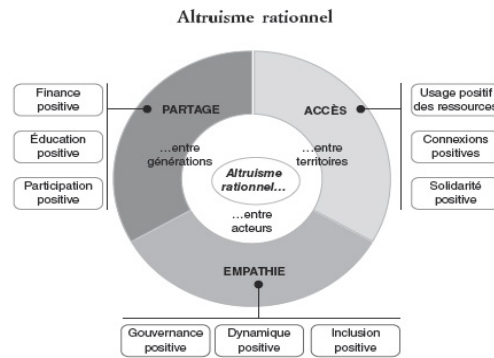 Altruisme rationnel
Finance
positive
Éducation
positive
Participation
positive
PARTAGE
...entre
générations
ACCÈS
...entre
territoires
Usage positif
des ressources
Connexions
positives
Solidarité
positive
Altruisme
rationnel...
...entre
acteurs
EMPATHIE
Gouvernance
positive
Dynamique
positive
Inclusion
positive